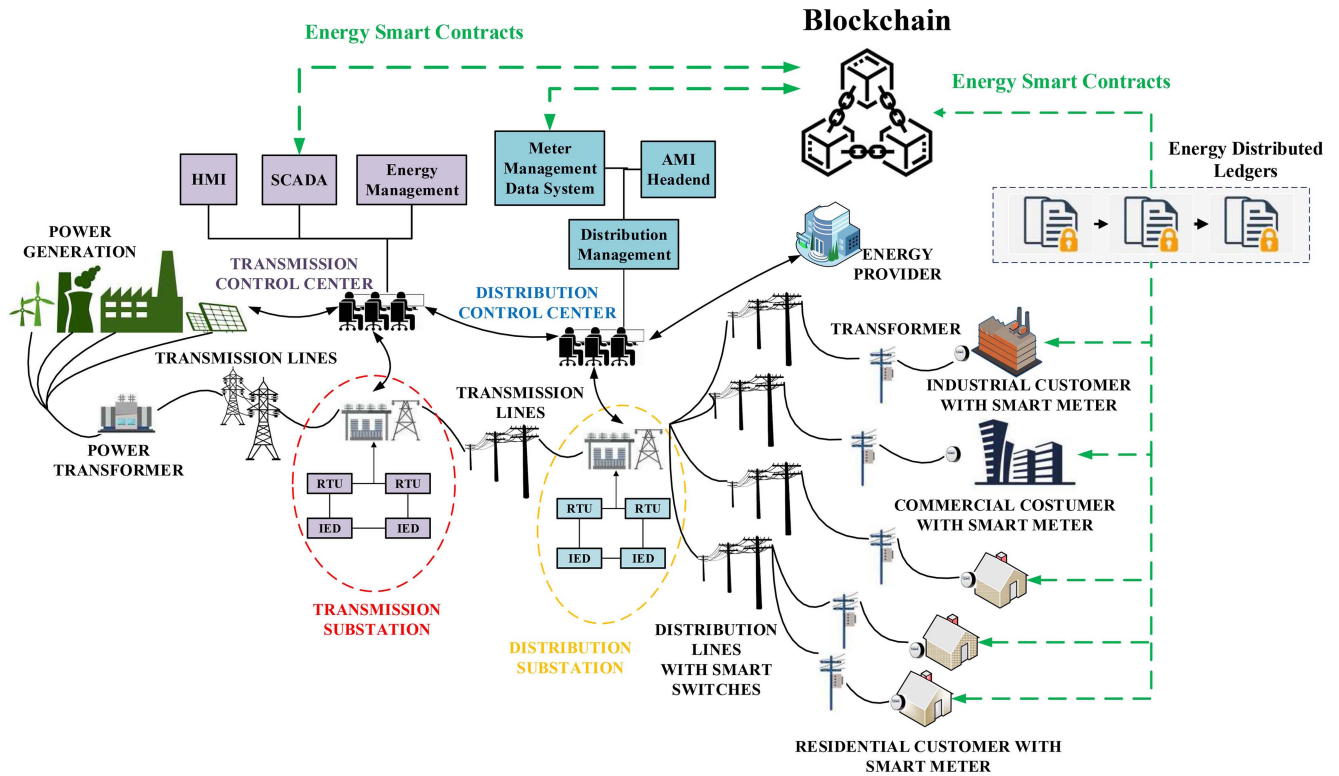 Blockchain
Energy Smart Contracts
Energy Smart Contracts
Energy Distributed
Ledgers
HMI
SCADA
Energy
Management
Meter
Management
Data System
AMI
Headend
Distribution
Management
POWER
GENERATION
TRANSMISSION
CONTROL CENTER
DISTRIBUTION
CONTROL CENTER
ENERGY
PROVIDER
TRANSMISSION LINES
POWER
TRANSFORMER
TRANSMISSION
LINES
TRANSFORMER
INDUSTRIAL CUSTOMER
WITH SMART METER
COMMERCIAL COSTUMER
WITH SMART METER
RTU
RTU
IED
IED
RTU
RTU
IED
IED
TRANSMISSION
SUBSTATION
DISTRIBUTION
SUBSTATION
DISTRIBUTION
LINES
WITH SMART
SWITCHES
RESIDENTIAL CUSTOMER WITH
SMART METER